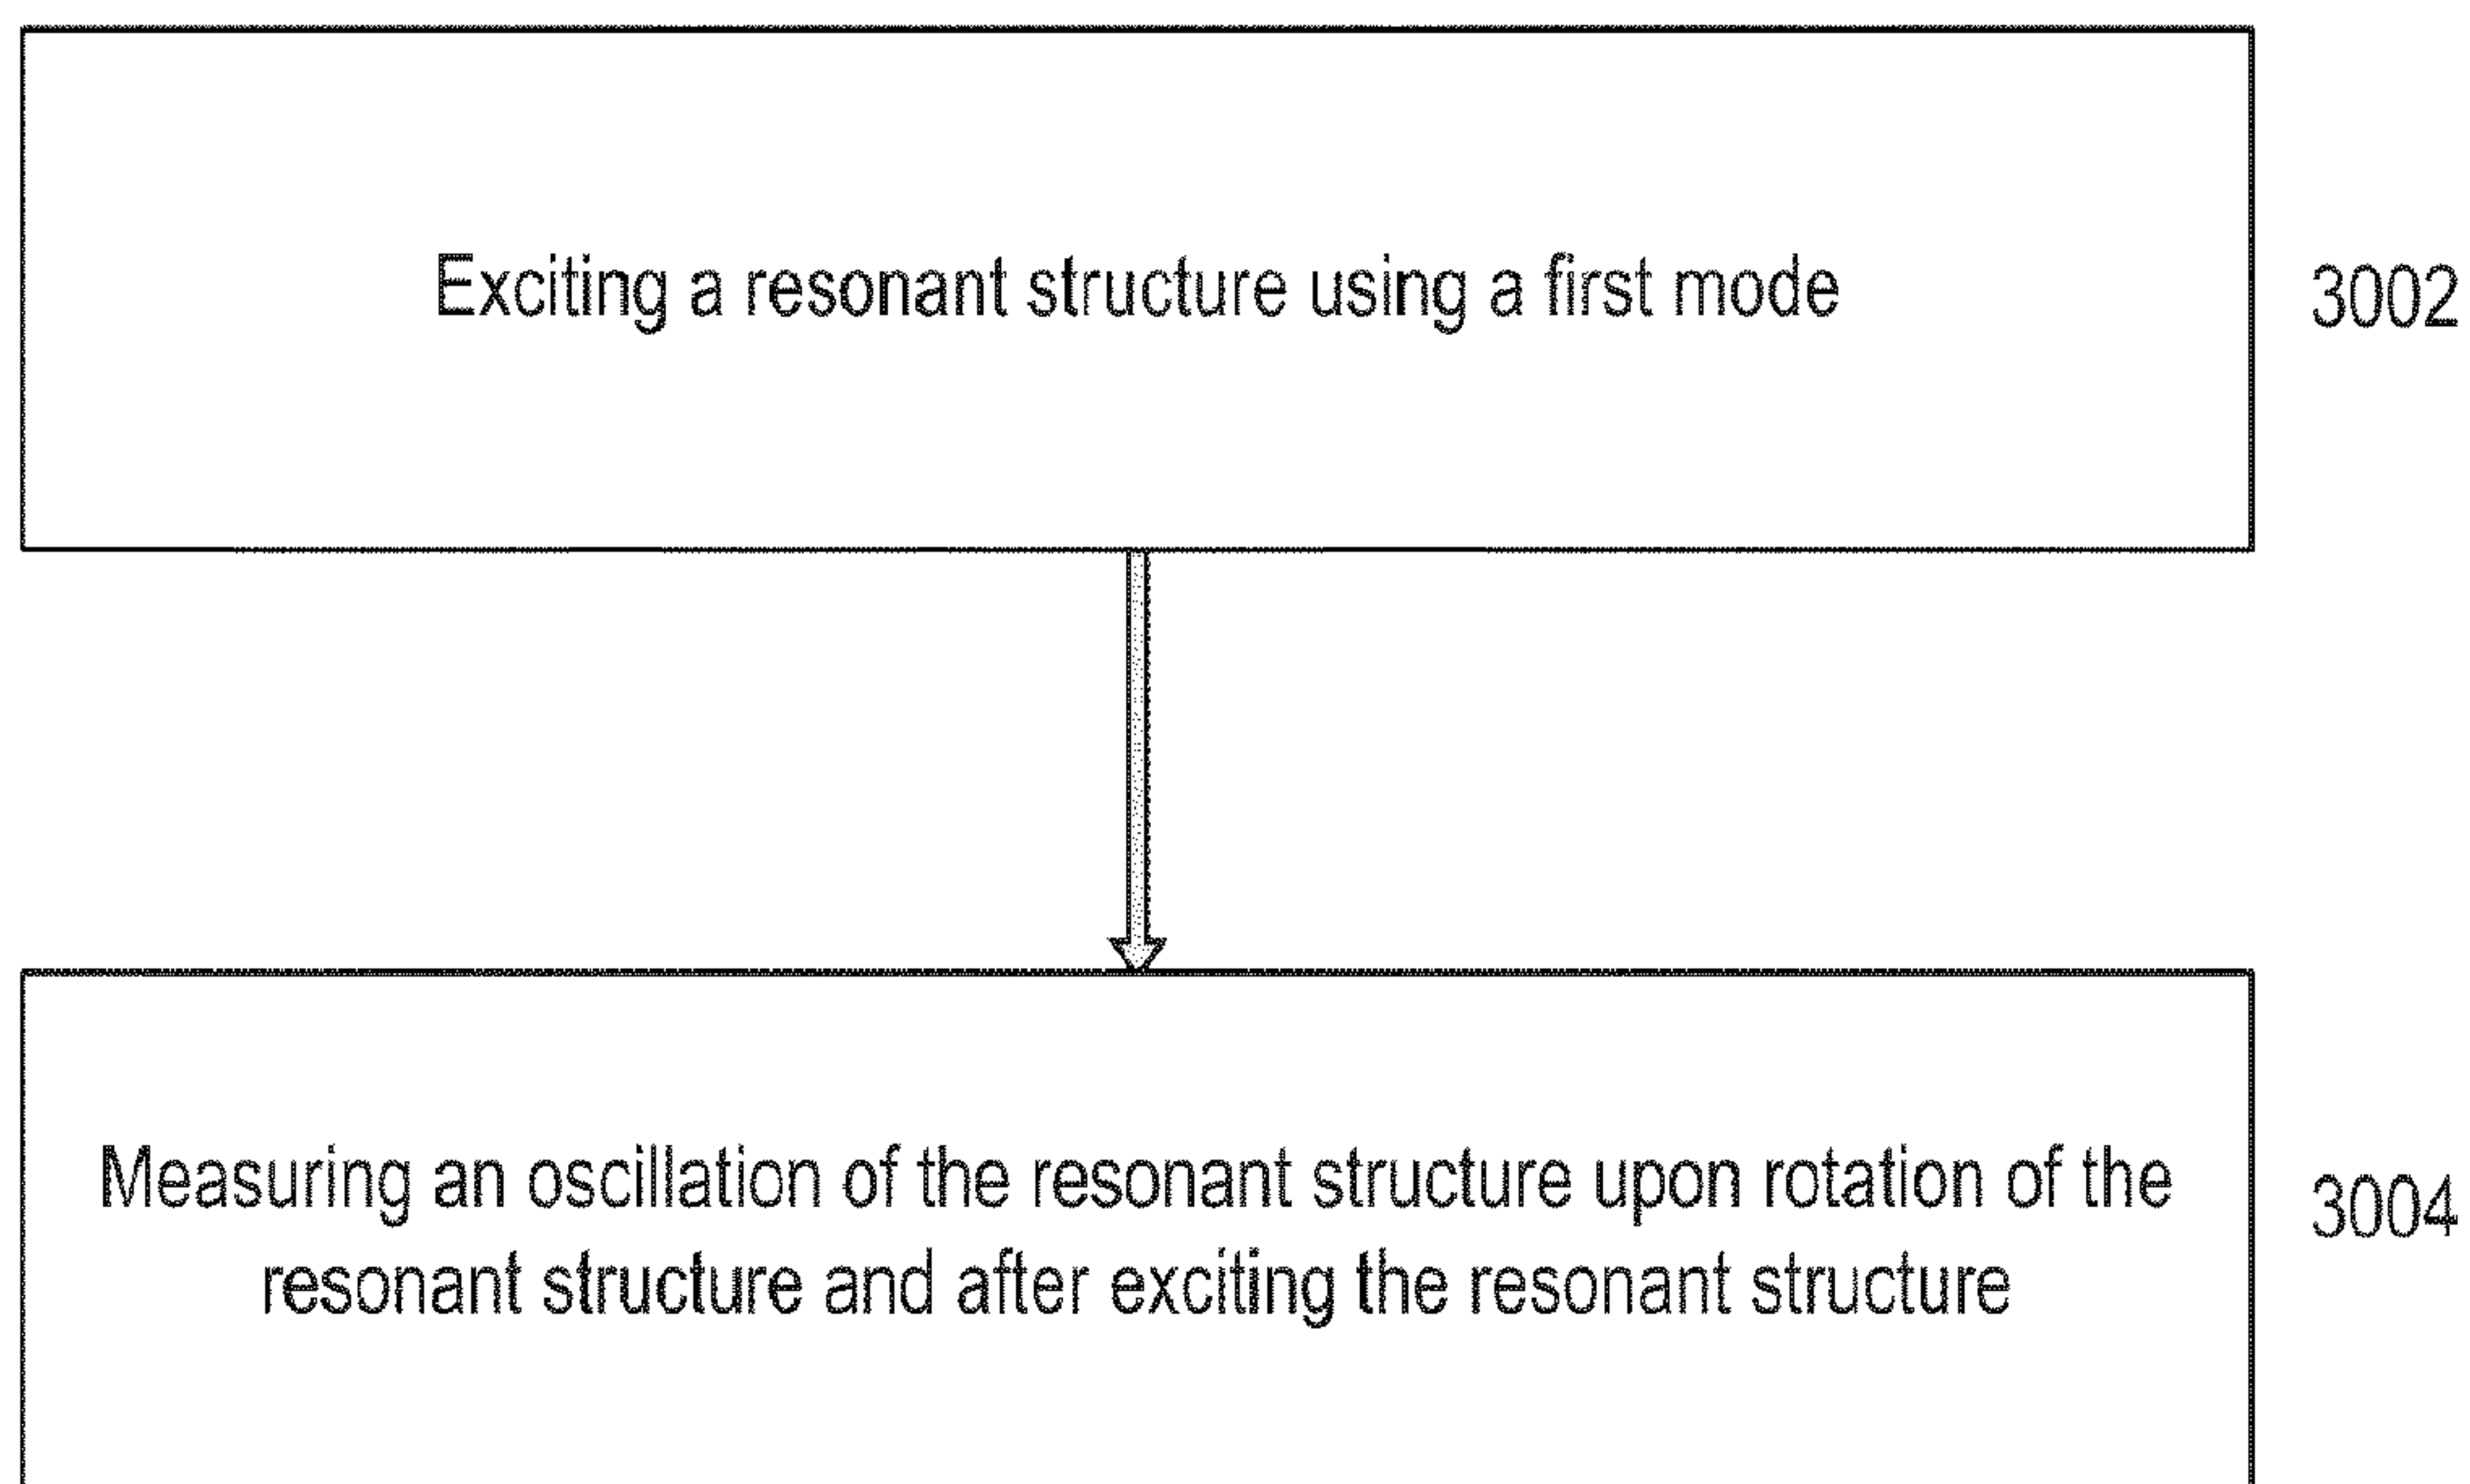 Exciting a resonant structure using a first mode
3002
Measuring an oscillation of the resonant structure upon rotation of the
resonant structure and after exciting the resonant structure
3004